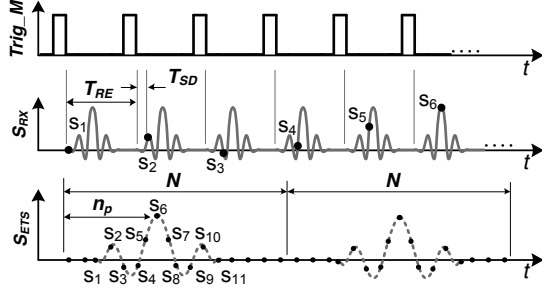 Trig_M
t
T_RE
T_SD
S_RX
S1
S2
S3
S4
S5
S6
t
N
N
n_p
S_ETS
S6
S2
S5
S7
S10
S1
S3
S4
S8
S9
S11
t